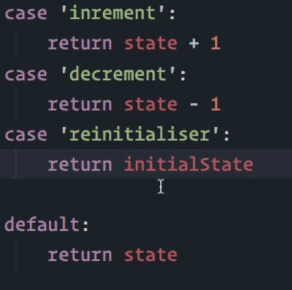 case 'inrement':
return state + 1
case 'decrement':
return state - 1
case 'reinitialiser':
return initialState
default:
return state